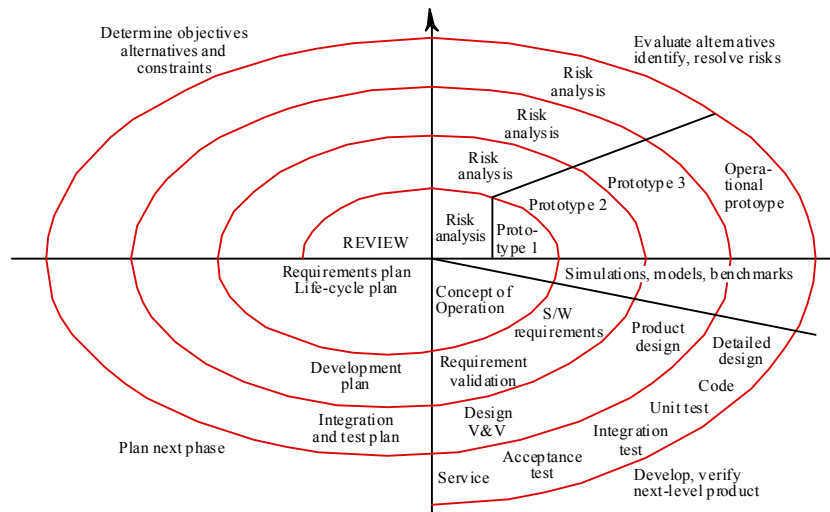 Determine objectives
alternatives and
constraints
Evaluate alternatives
identify, resolve risks
Risk
analysis
Risk
analysis
Risk
analysis
Risk
analysis
Proto-
type 1
Prototype 2
Prototype 3
Opera-
tional
protoype
REVIEW
Requirements plan
Life-cycle plan
Simulations, models, benchmarks
Concept of
Operation
S/W
requirements
Product
design
Detailed
design
Development
plan
Requirement
validation
Code
Unit test
Integration
and test plan
Design
V&V
Integration
test
Plan next phase
Acceptance
test
Service
Develop, verify
next-level product